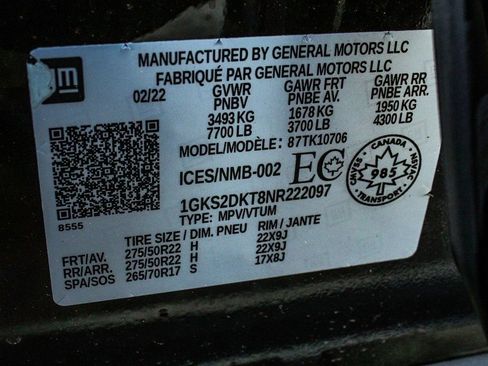 gm
MANUFACTURED BY GENERAL MOTORS LLC
FABRIQUÉ PAR GENERAL MOTORS LLC
02/22 GVWR GAWR FRT GAWR RR
PNBV PNBE AV. PNBE ARR.
3493 KG 1678 KG 1950 KG
7700 LB 3700 LB 4300 LB
MODEL/MODÈLE: 87TK10706
ICES/NMB-002 EC
CANADA
NVSS 985 NVAC
TRANSPORT
8555
1GKS2DKT8NR222097
TYPE: MPV/VTUM
TIRE SIZE / DIM. PNEU RIM / JANTE
FRT/AV. 275/50R22 H 22X9J
RR/ARR. 275/50R22 H 22X9J
SPA/SOS 265/70R17 S 17X8J